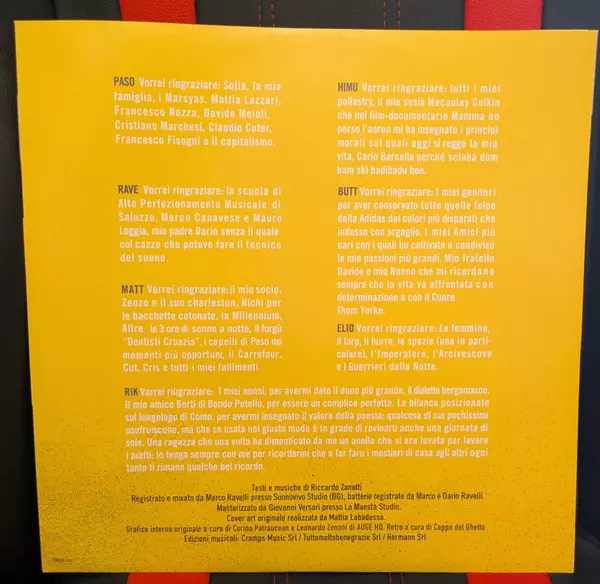 PASO Vorrei ringraziare: Sofia, la mia
famiglia, i Marsyas, Mattia Lazzari,
Francesco Nozza, Davide Meioli,
Cristiano Marchesi, Claudio Cuter,
Francesco Fisogni e il capitalismo.
RAVE Vorrei ringraziare: la scuola di
Alto Perfezionamento Musicale di
Saluzzo, Marco Canavese e Mauro
Loggia, mio padre Dario senza il quale
col cazzo che potevo fare il tecnico
del suono.
MATT Vorrei ringraziare: il mio socio,
Zenzo e il suo charleston, Nichi per
le bacchette cotonate, la Millenium,
Alfre, le 3 ore di sonno a notte, il furgù
"Dentisti Croazia", i capelli di Paso nei
momenti più opportuni, il Carrefour,
Cut, Cris e tutti i miei fallimenti.
HIMU Vorrei ringraziare: tutti i miei
pollastry, il mio sosia Macaulay Culkin
che nel film-documentario Mamma ho
perso l'aereo mi ha insegnato i principi
morali sui quali oggi si regge la mia
vita, Carlo Barcella perchè sciuba dum
bam ski badibadu bee.
BUTT Vorrei ringraziare: I miei genitori
per aver conservato tutte quelle felpe
della Adidas dai colori più disparati che
indosso con orgoglio. I miei Amici più
cari con i quali ho coltivato e condiviso
le mie passioni più grandi. Mio fratello
Davide e mio Nonno che mi ricordano
sempre che la vita va affrontata con
determinazione e con il Cuore.
Thom Yorke.
ELIO Vorrei ringraziare: Le femmine,
il larp, il burro, le spezie (una in parti-
colare), l'Imperatore, l'Arcivescovo
e i Guerrieri della Notte.
RIK Vorrei ringraziare: I miei nonni, per avermi dato il dono più grande, il dialetto bergamasco.
Il mio amico Berti di Bondo Petello, per essere un complice perfetto. Le bilance posizionate
sul lungolago di Como, per avermi insegnato il valore della poesia: qualcosa di cui pochissimi
usufruiscono, ma che se usata nel giusto modo è in grado di rovinarti anche una giornata di
sole. Una ragazza che una volta ha dimenticato da me un anello che si era levata per lavare
i piatti: lo tengo sempre con me per ricordarmi che a far fare i mestieri di casa agli altri ogni
tanto ti rimane qualche bel ricordo.
Testi e musiche di Riccardo Zanotti
Registrato e mixato da Marco Ravelli presso Suonovivo Studio (BG), batterie registrate da Marco e Dario Ravelli.
Masterizzato da Giovanni Versari presso La Maestà Studio.
Cover art originale realizzata da Mattia Labadessa.
Grafica interna originale a cura di Corina Patraucean e Leonardo Zenoni di AUGE HQ. Retro a cura di Ceppo del Ghetto
Edizioni musicali: Cramps Music Srl / Tuttomoltobenegrazie Srl / Hermann Srl